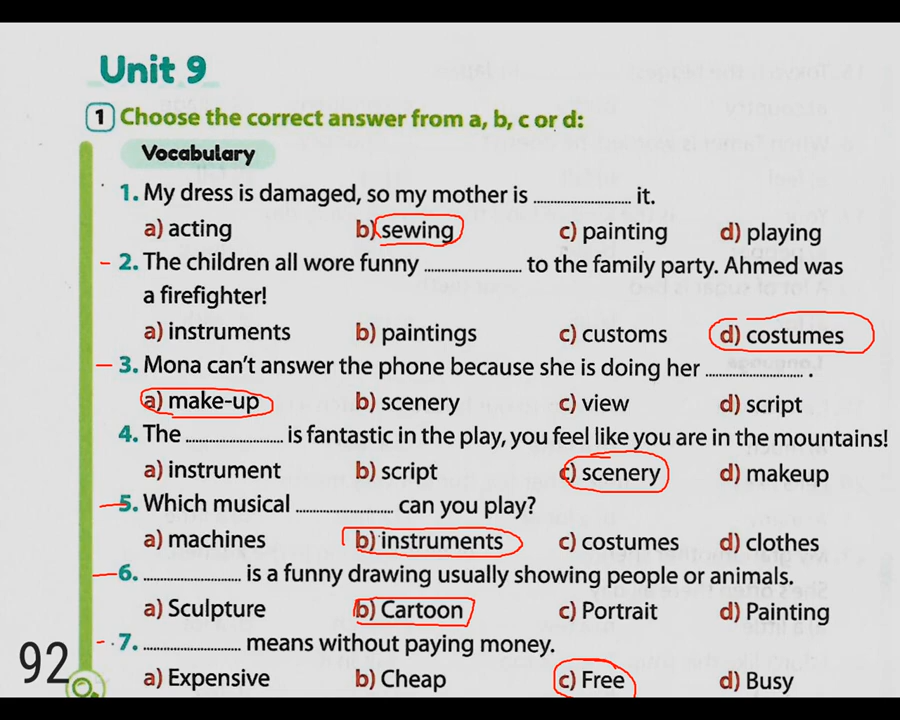 Unit 9
1 Choose the correct answer from a, b, c or d:
Vocabulary
1. My dress is damaged, so my mother is .................... it.
a) acting b) sewing c) painting d) playing
2. The children all wore funny .................... to the family party. Ahmed was
a firefighter!
a) instruments b) paintings c) customs d) costumes
3. Mona can't answer the phone because she is doing her .................... .
a) make-up b) scenery c) view d) script
4. The .................... is fantastic in the play, you feel like you are in the mountains!
a) instrument b) script c) scenery d) makeup
5. Which musical .................... can you play?
a) machines b) instruments c) costumes d) clothes
6. .................... is a funny drawing usually showing people or animals.
a) Sculpture b) Cartoon c) Portrait d) Painting
7. .................... means without paying money.
92
a) Expensive b) Cheap c) Free d) Busy